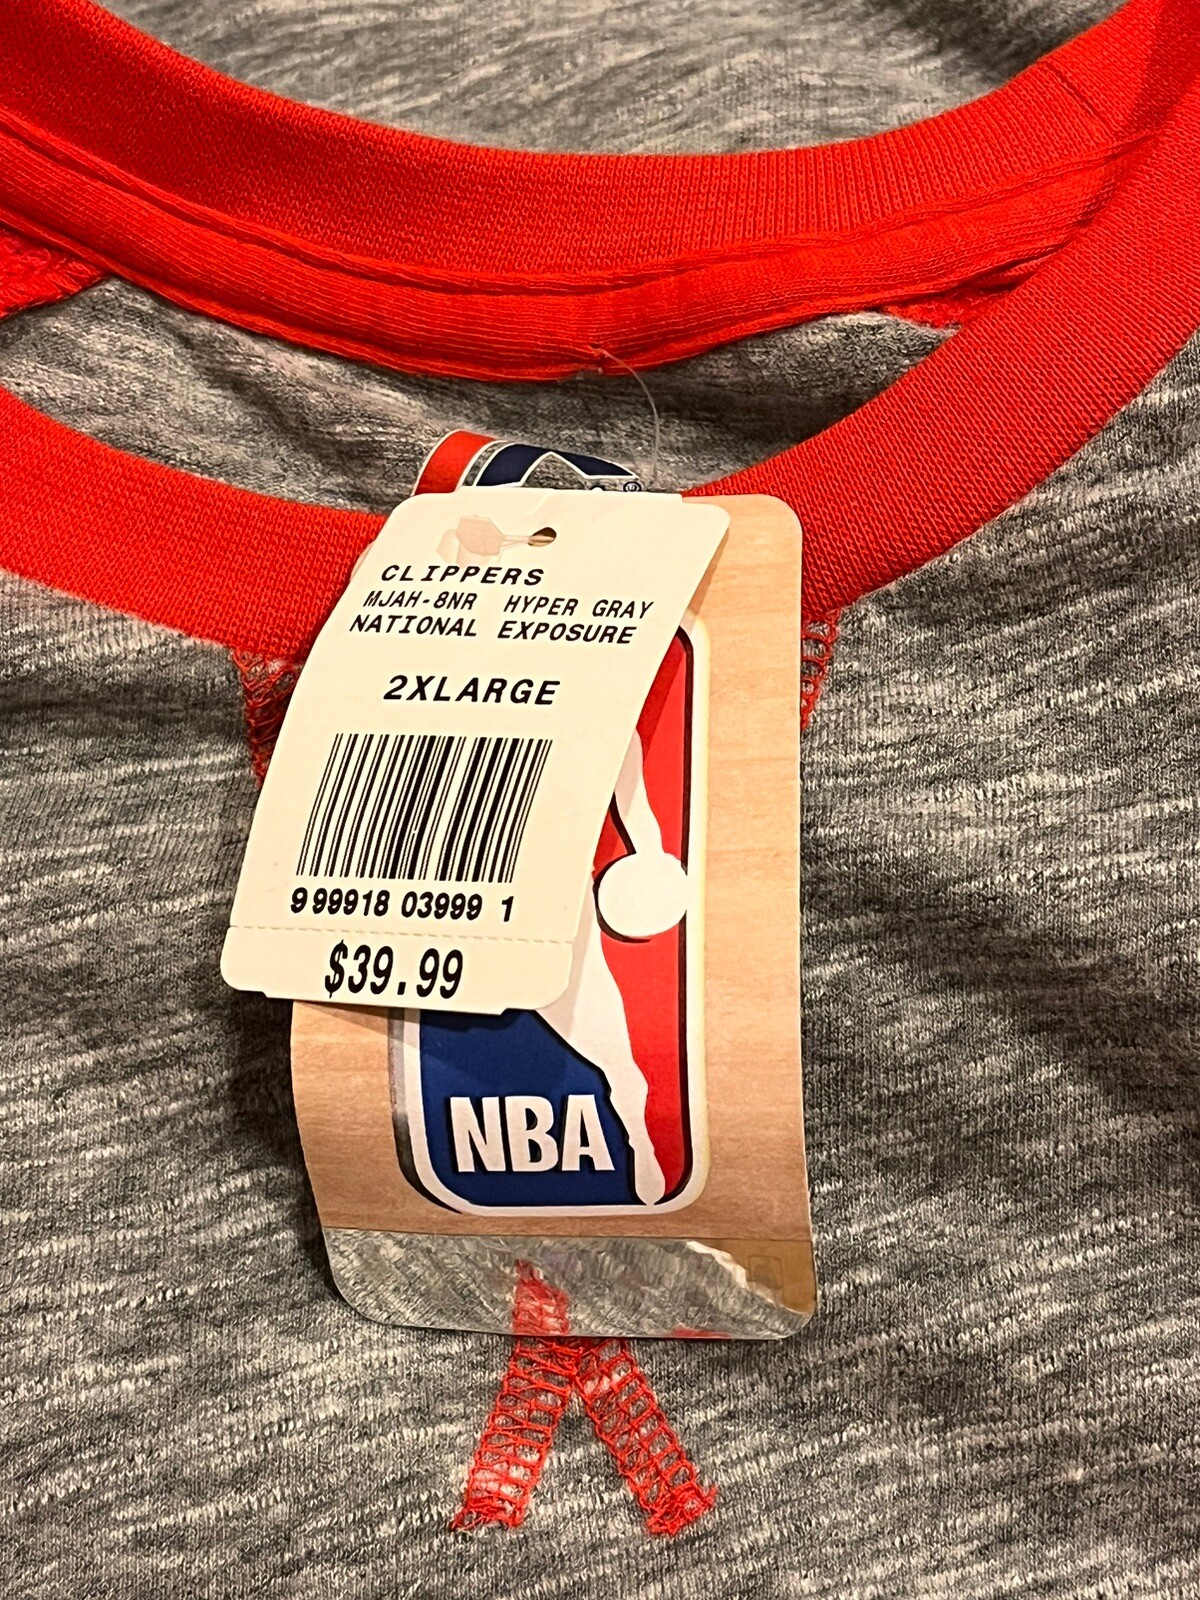 CLIPPERS
MJAH-8NR HYPER GRAY
NATIONAL EXPOSURE
2XLARGE
9 99918 03999 1
$39.99
NBA